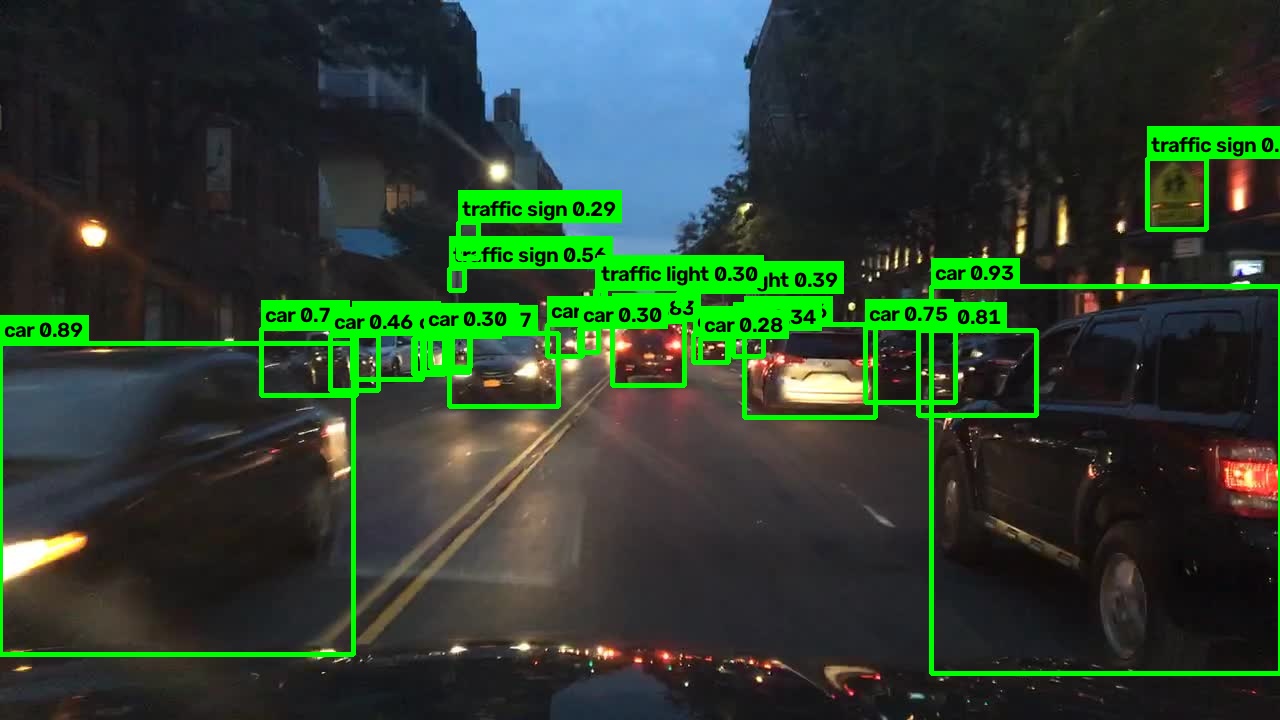 traffic sign 0.
traffic sign 0.29
traffic sign 0.56
traffic light 0.30
ght 0.39
car 0.93
car 0.7
car 0.46
car 0.30
7
car
car 0.30
car 0.28
.34
car 0.75
0.81
car 0.89